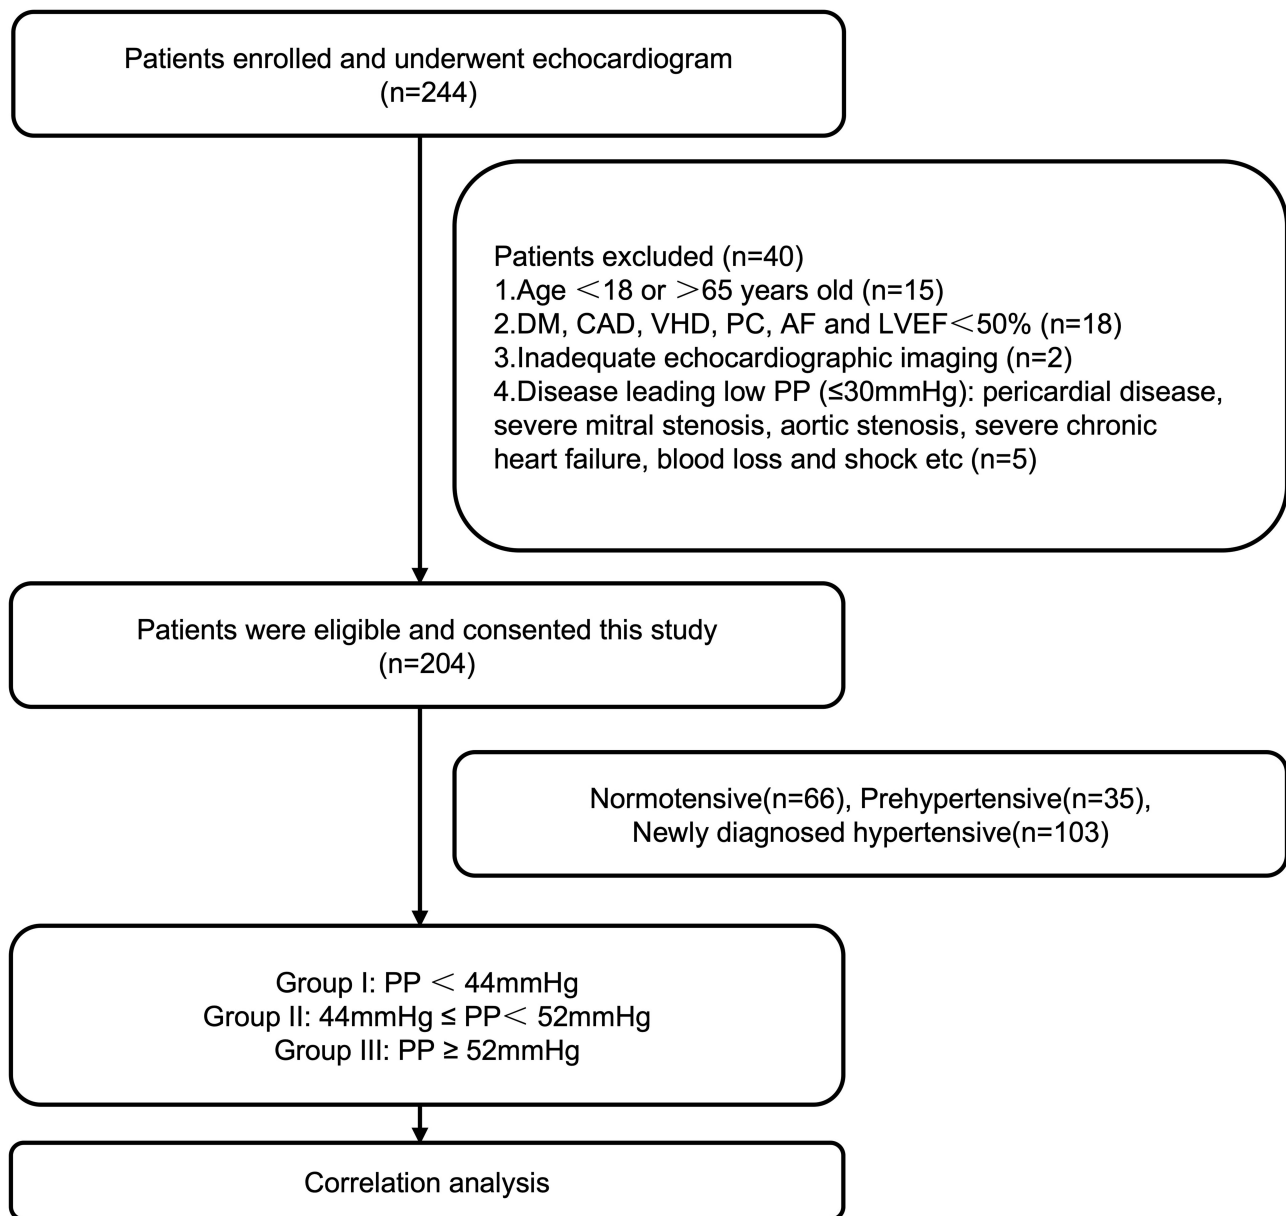 Patients enrolled and underwent echocardiogram
(n=244)
Patients excluded (n=40)
1.Age ＜18 or ＞65 years old (n=15)
2.DM, CAD, VHD, PC, AF and LVEF＜50% (n=18)
3.Inadequate echocardiographic imaging (n=2)
4.Disease leading low PP (≤30mmHg): pericardial disease,
severe mitral stenosis, aortic stenosis, severe chronic
heart failure, blood loss and shock etc (n=5)
Patients were eligible and consented this study
(n=204)
Normotensive(n=66), Prehypertensive(n=35),
Newly diagnosed hypertensive(n=103)
Group I: PP ＜ 44mmHg
Group II: 44mmHg ≤ PP＜ 52mmHg
Group III: PP ≥ 52mmHg
Correlation analysis